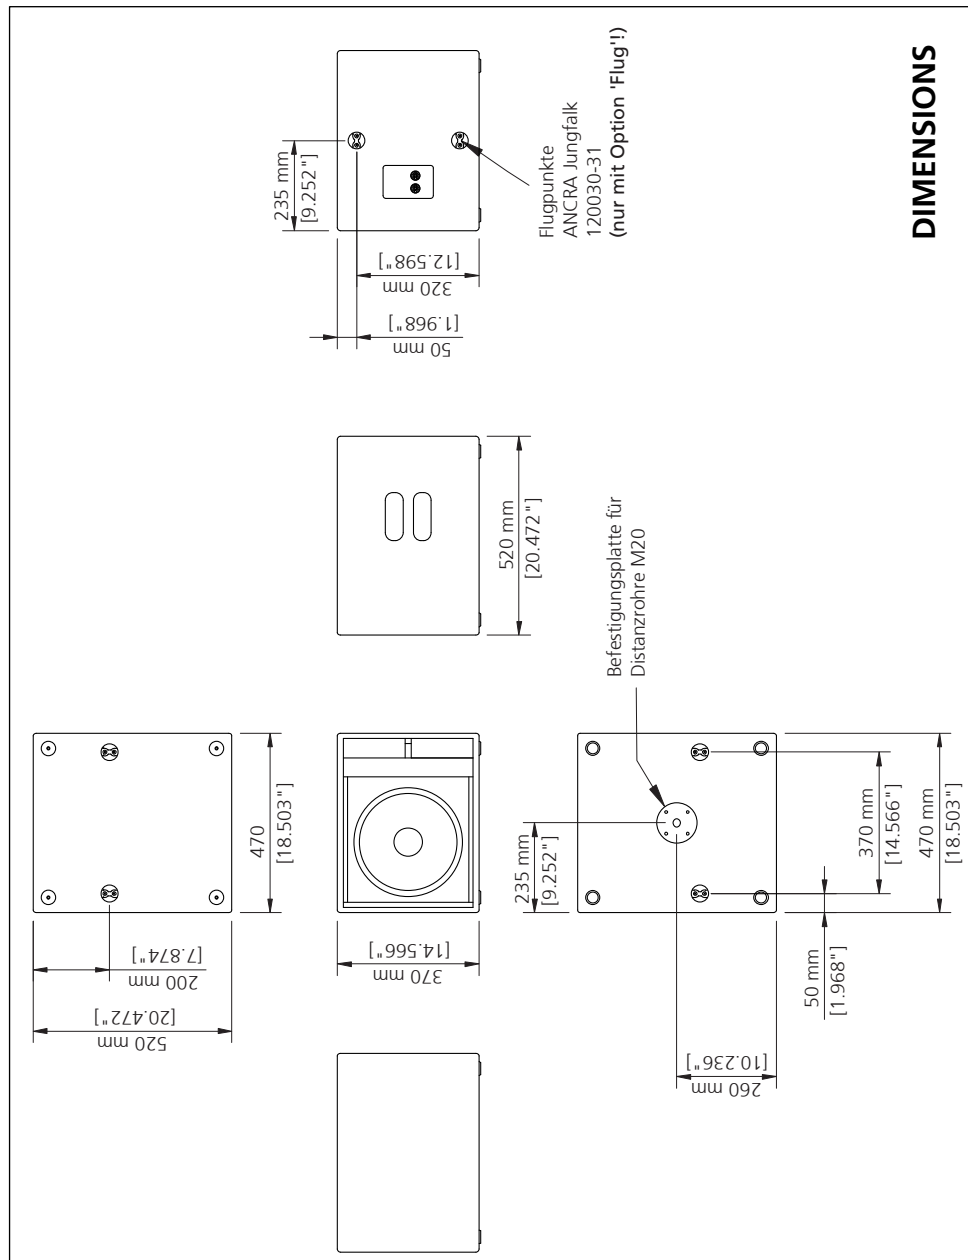 DIMENSIONS
235 mm
[9.252"]
320 mm
[12.598"]
50 mm
[1.968"]
Flugpunkte
ANCRA Jungfalk
120030-31
(nur mit Option 'Flug'!)
520 mm
[20.472"]
470
[18.503"]
200 mm
[7.874"]
520 mm
[20.472"]
370 mm
[14.566"]
Befestigungsplatte für
Distanzrohre M20
235 mm
[9.252"]
370 mm
[14.566"]
470 mm
[18.503"]
50 mm
[1.968"]
260 mm
[10.236"]